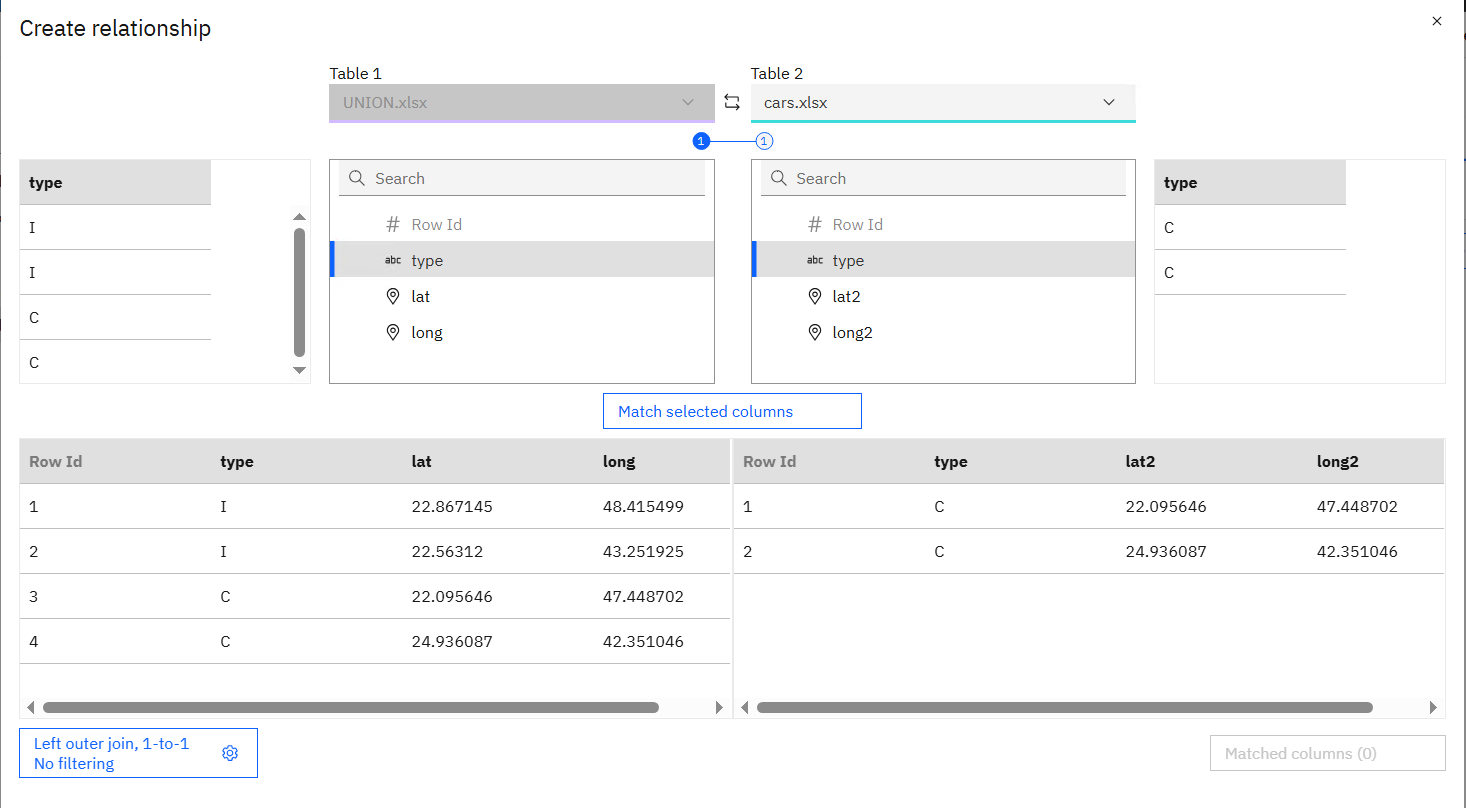 Create relationship
Table 1
Table 2
UNION.xlsx
cars.xlsx
1 1
type
I
I
C
C
Search
# Row Id
abc type
lat
long
Search
# Row Id
abc type
lat2
long2
type
C
C
Match selected columns
Row Id type lat long Row Id type lat2 long2
1 I 22.867145 48.415499 1 C 22.095646 47.448702
2 I 22.56312 43.251925 2 C 24.936087 42.351046
3 C 22.095646 47.448702
4 C 24.936087 42.351046
Left outer join, 1-to-1
No filtering
Matched columns (0)